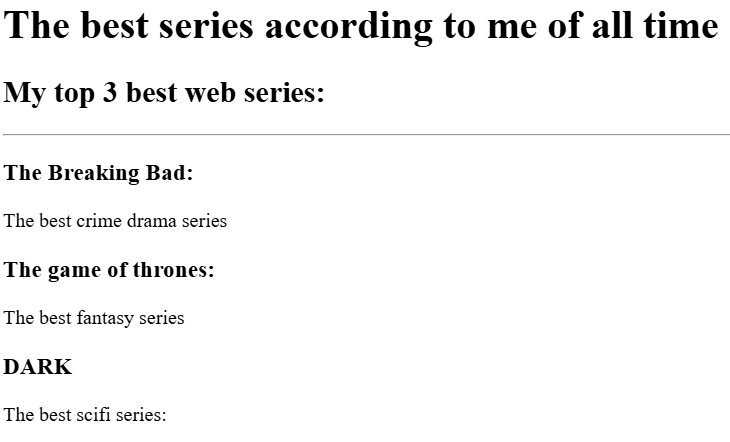 The best series according to me of all time
My top 3 best web series:
The Breaking Bad:
The best crime drama series
The game of thrones:
The best fantasy series
DARK
The best scifi series: